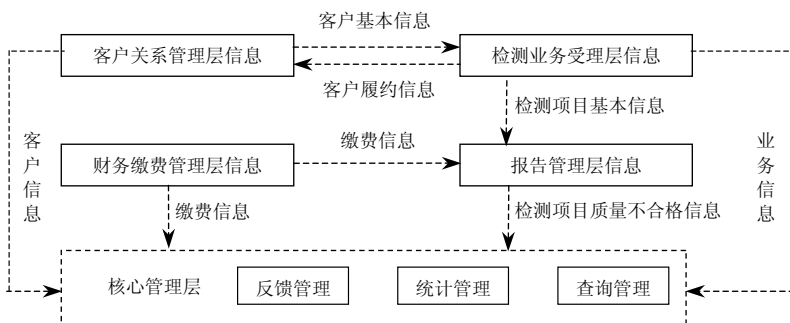 客户基本信息
客户关系管理层信息
检测业务受理层信息
客户履约信息
检测项目基本信息
客户信息
缴费信息
业务信息
财务缴费管理层信息
报告管理层信息
缴费信息
检测项目质量不合格信息
核心管理层
反馈管理
统计管理
查询管理